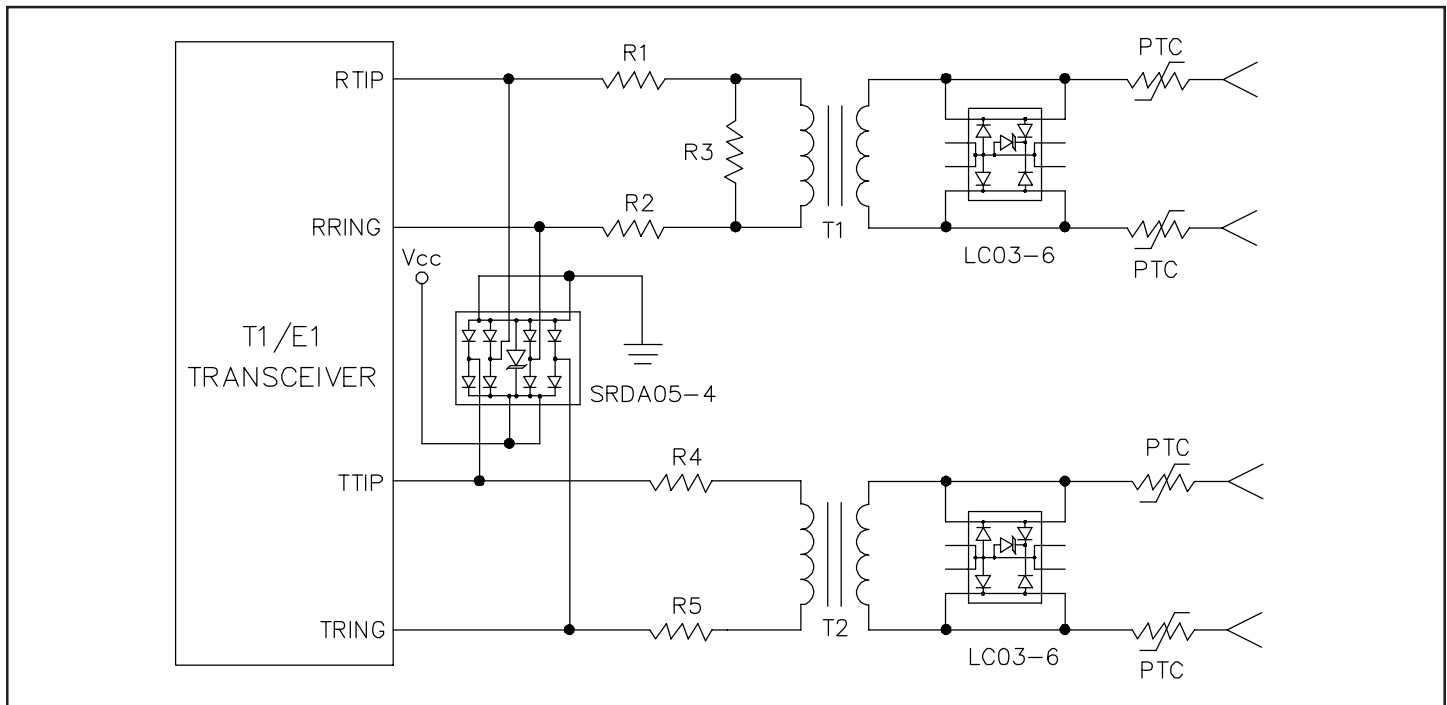 PTC
R1
RTIP
R3
R2
T1
RRING
LC03-6
PTC
Vcc
T1/E1
TRANSCEIVER
SRDA05-4
PTC
R4
TTIP
R5
T2
TRING
LC03-6
PTC